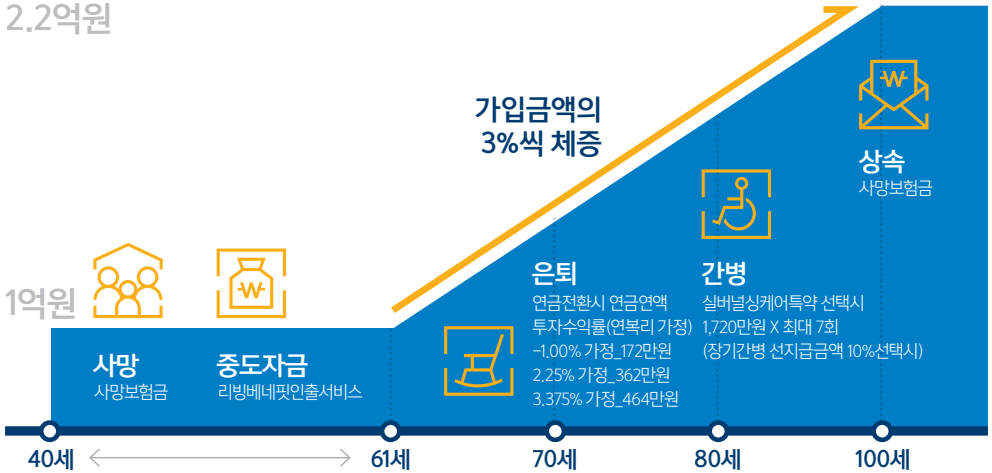 2.2억원
가입금액의
3%씩 체증
상속
사망보험금
1억원
은퇴
연금전환시 연금연액
투자수익률(연복리 가정)
-1.00% 가정_172만원
2.25% 가정_362만원
3.375% 가정_464만원
간병
실버널싱케어특약 선택시
1,720만원 X 최대 7회
(장기간병 선지급금액 10%선택시)
사망
사망보험금
중도자금
리빙베네핏인출서비스
40세
61세
70세
80세
100세